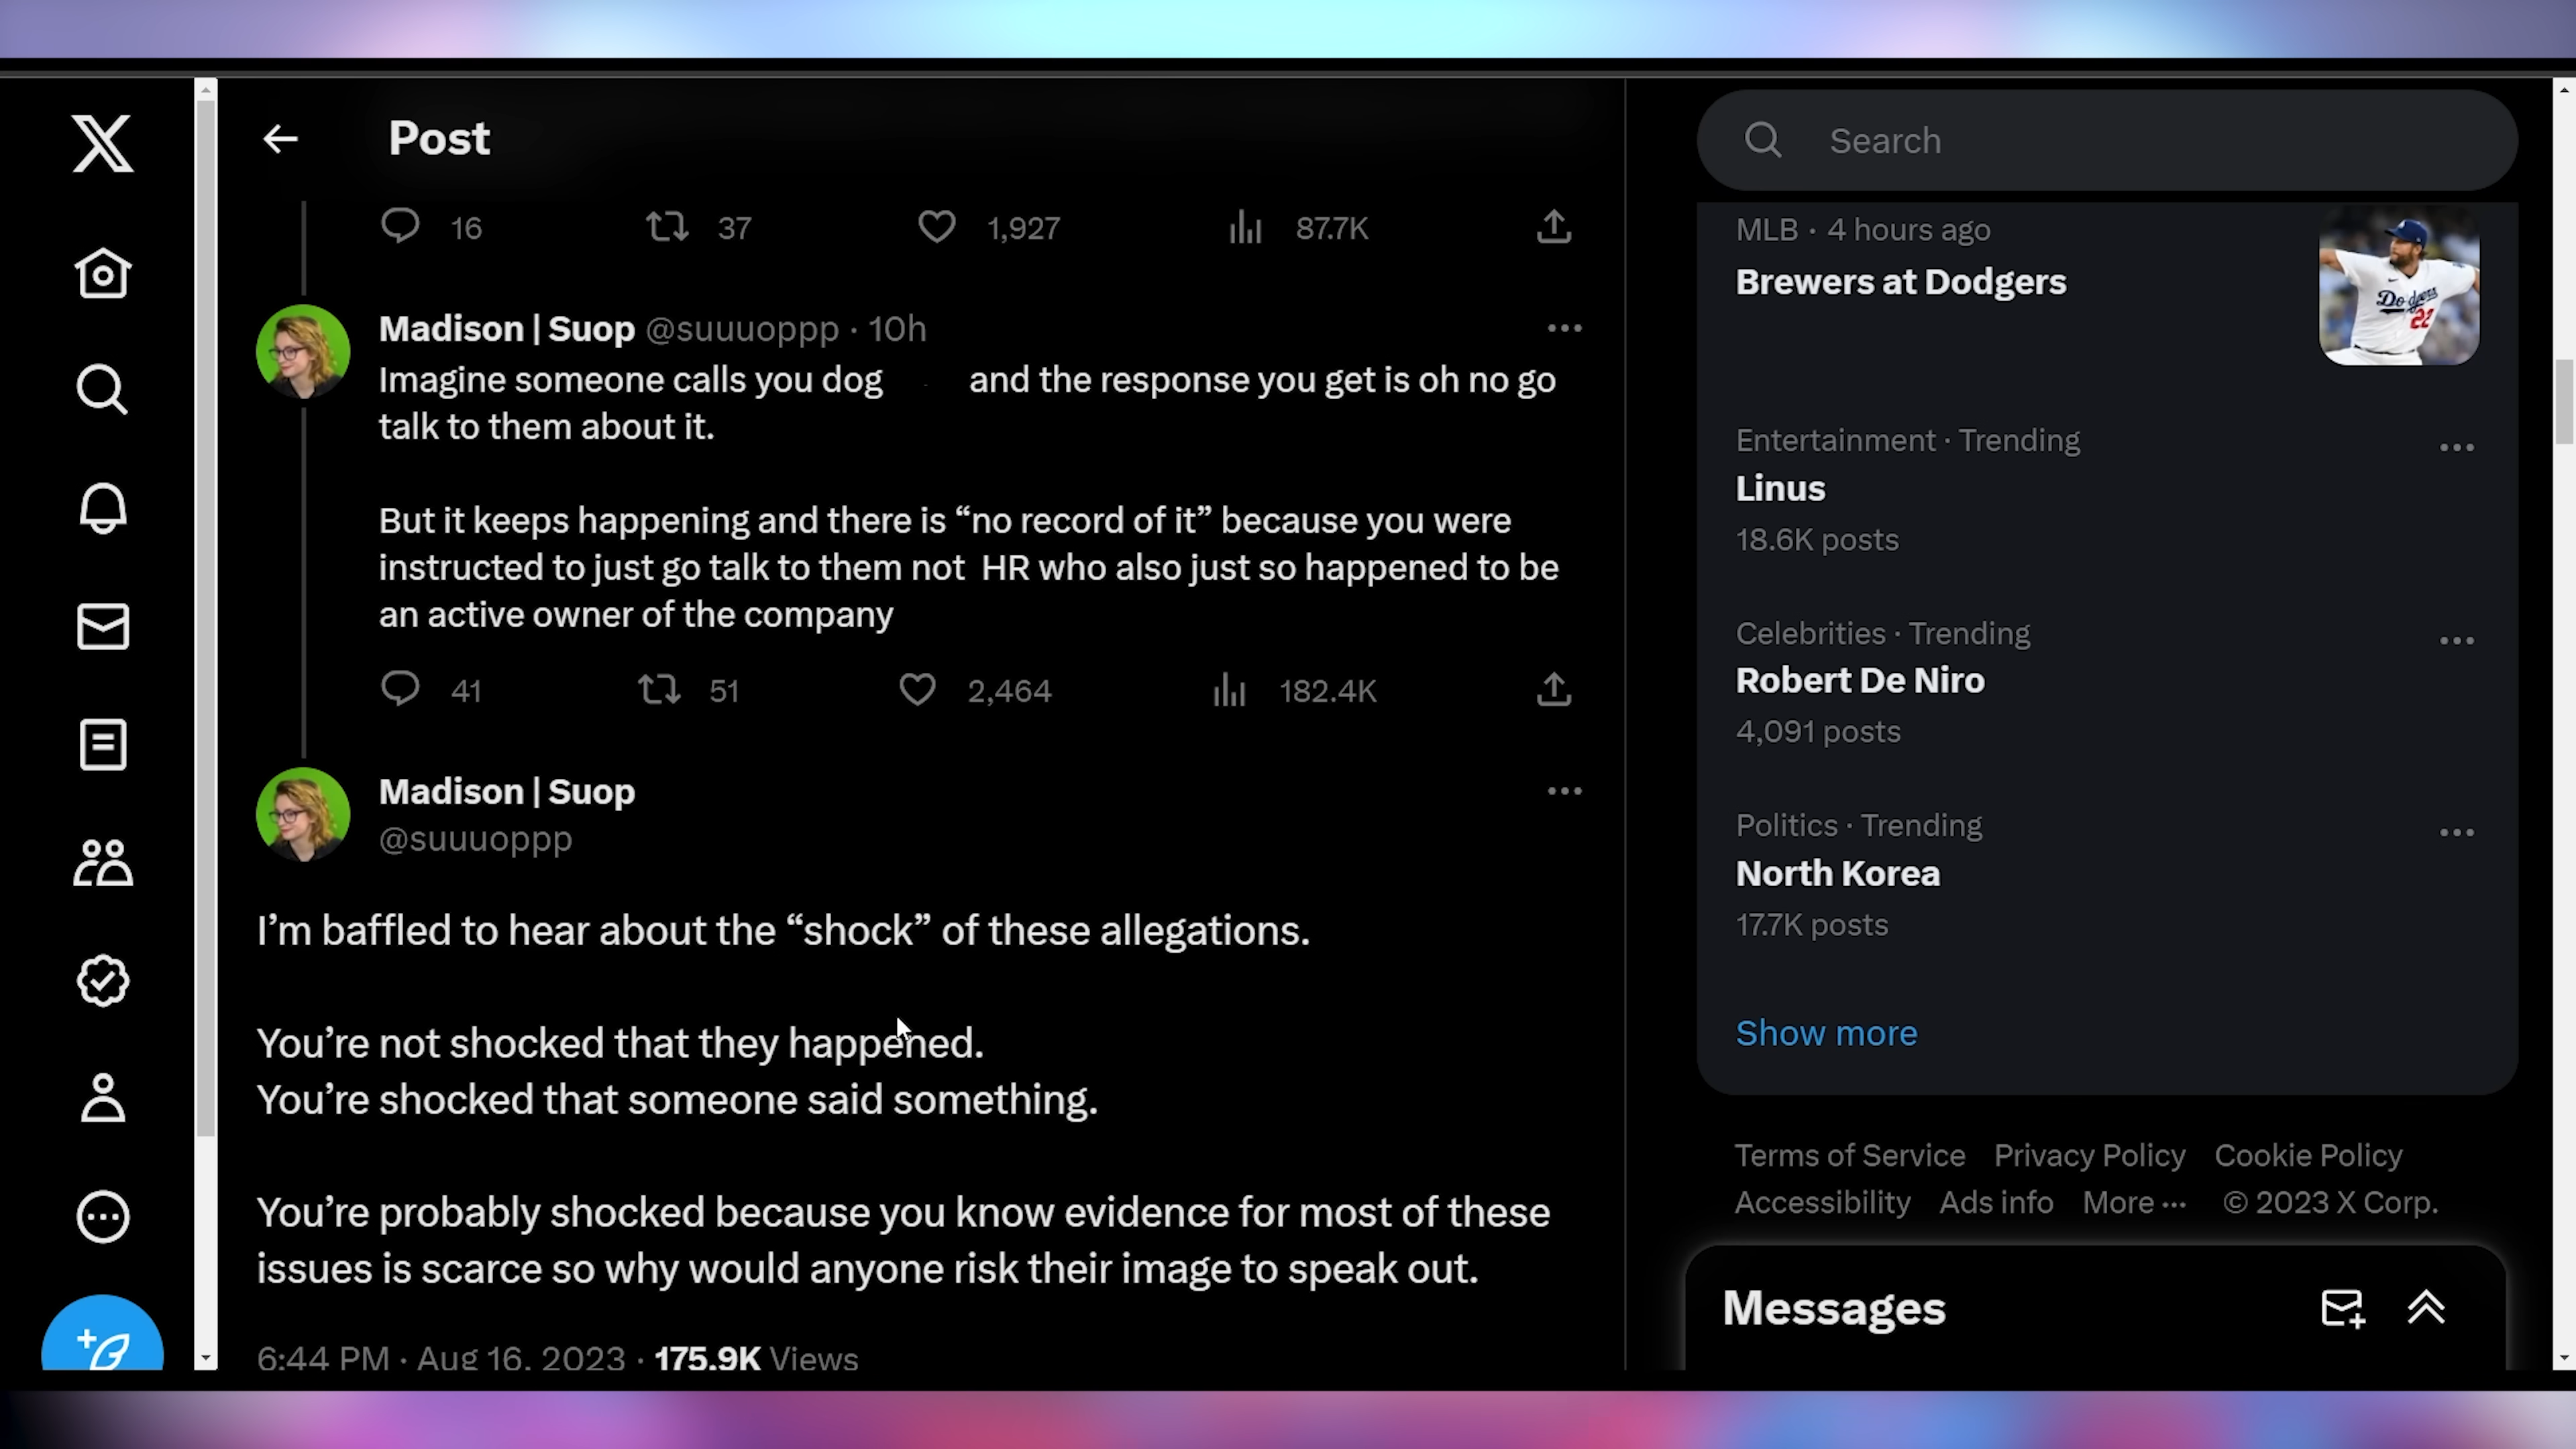 Post
16 37 1,927 87.7K
Madison | Suop @suuuoppp · 10h
Imagine someone calls you dog and the response you get is oh no go
talk to them about it.
But it keeps happening and there is “no record of it” because you were
instructed to just go talk to them not HR who also just so happened to be
an active owner of the company
41 51 2,464 182.4K
Madison | Suop
@suuuoppp
I’m baffled to hear about the “shock” of these allegations.
You’re not shocked that they happened.
You’re shocked that someone said something.
You’re probably shocked because you know evidence for most of these
issues is scarce so why would anyone risk their image to speak out.
6:44 PM · Aug 16, 2023 · 175.9K Views
Search
MLB · 4 hours ago
Brewers at Dodgers
Dodgers
22
Entertainment · Trending
Linus
18.6K posts
Celebrities · Trending
Robert De Niro
4,091 posts
Politics · Trending
North Korea
17.7K posts
Show more
Terms of Service Privacy Policy Cookie Policy
Accessibility Ads info More ··· © 2023 X Corp.
Messages